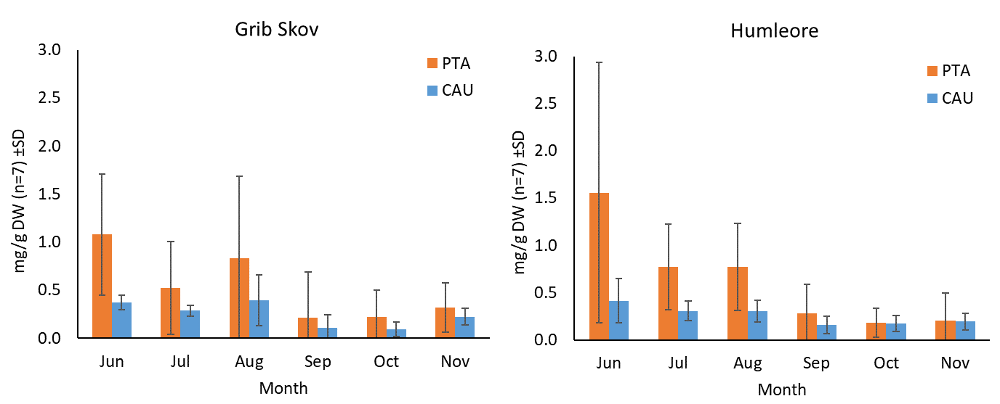 Grib Skov
3.0
2.5
2.0
1.5
1.0
0.5
0.0
mg/g DW (n=7) ±SD
PTA
CAU
Jun Jul Aug Sep Oct Nov
Month
Humleore
3.0
2.5
2.0
1.5
1.0
0.5
0.0
mg/g DW (n=7) ±SD
PTA
CAU
Jun Jul Aug Sep Oct Nov
Month